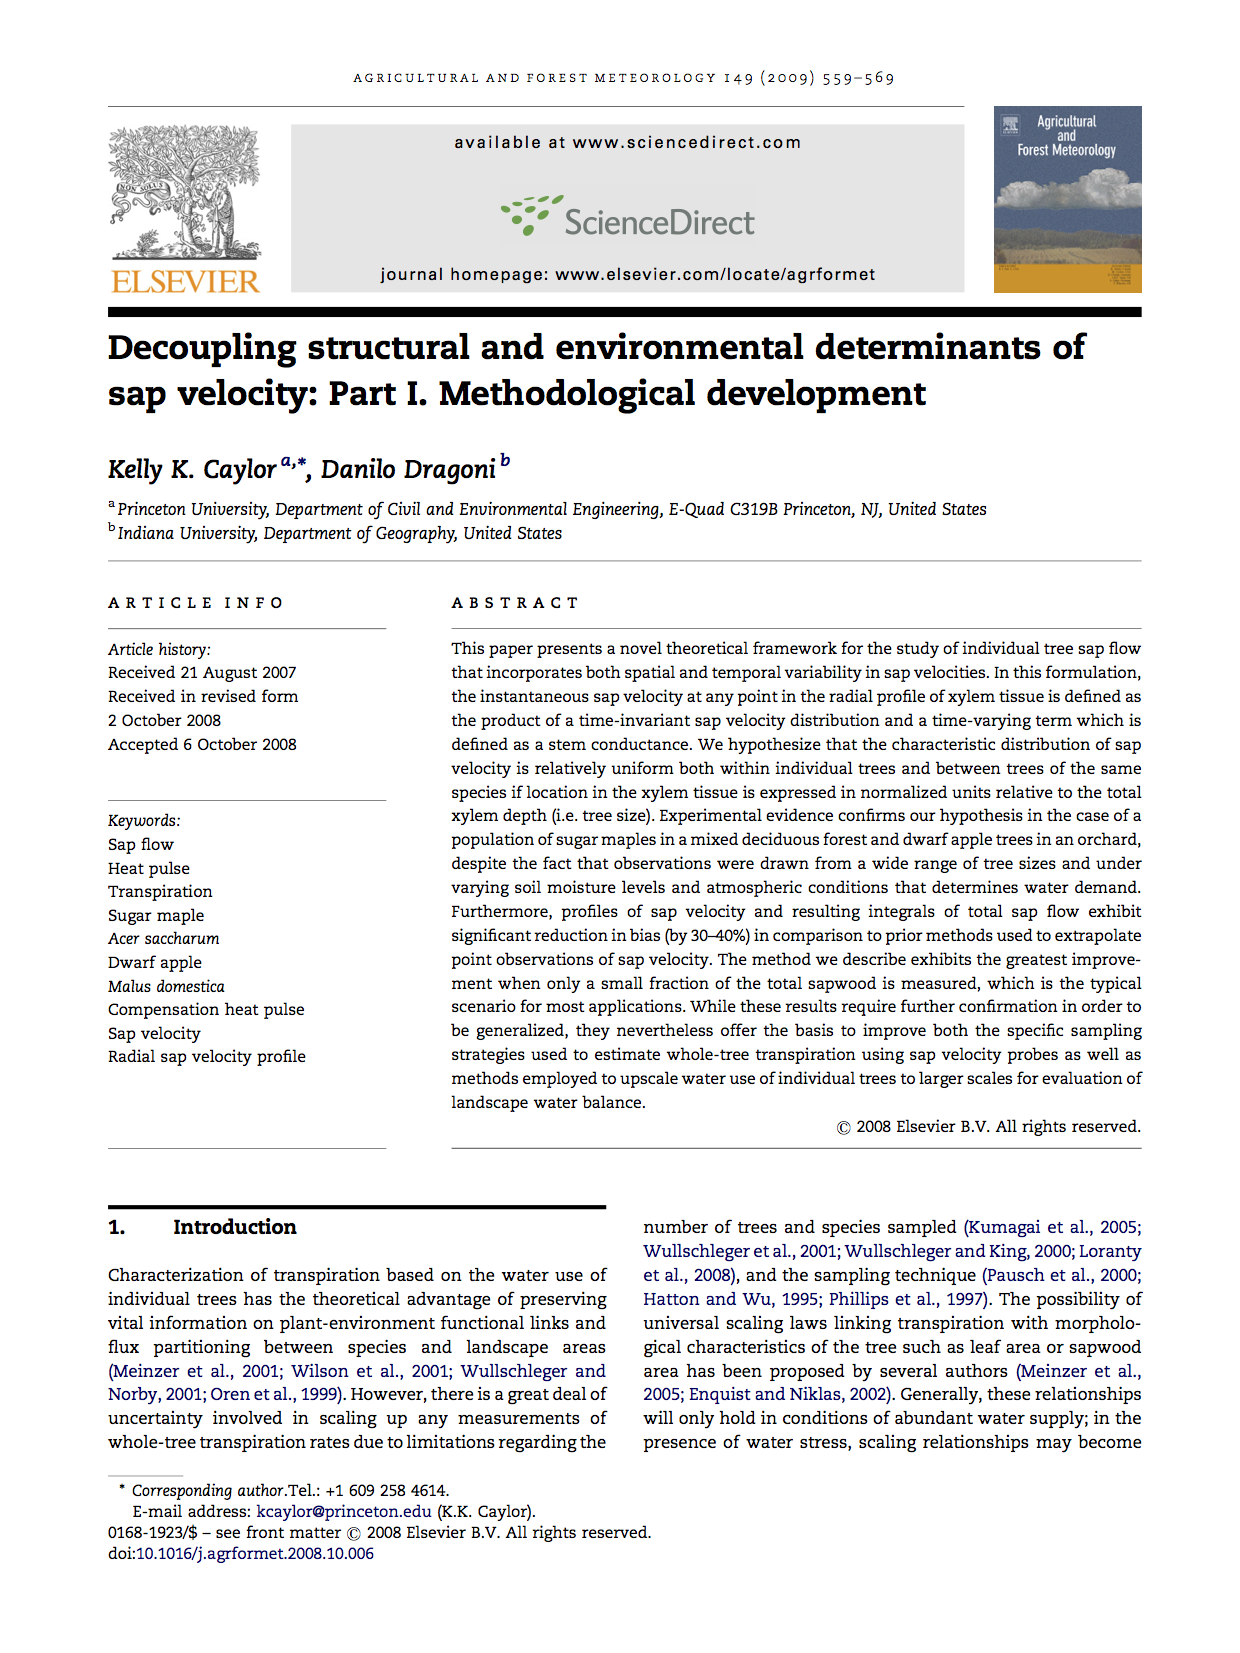 AGRICULTURAL AND FOREST METEOROLOGY 149 (2009) 559–569
available at www.sciencedirect.com
ScienceDirect
journal homepage: www.elsevier.com/locate/agrformet
NON SOLUS
ELSEVIER
Agricultural
and
Forest Meteorology
Decoupling structural and environmental determinants of
sap velocity: Part I. Methodological development
Kelly K. Caylor a,*, Danilo Dragoni b
a Princeton University, Department of Civil and Environmental Engineering, E-Quad C319B Princeton, NJ, United States
b Indiana University, Department of Geography, United States
ARTICLE INFO
Article history:
Received 21 August 2007
Received in revised form
2 October 2008
Accepted 6 October 2008
Keywords:
Sap flow
Heat pulse
Transpiration
Sugar maple
Acer saccharum
Dwarf apple
Malus domestica
Compensation heat pulse
Sap velocity
Radial sap velocity profile
ABSTRACT
This paper presents a novel theoretical framework for the study of individual tree sap flow
that incorporates both spatial and temporal variability in sap velocities. In this formulation,
the instantaneous sap velocity at any point in the radial profile of xylem tissue is defined as
the product of a time-invariant sap velocity distribution and a time-varying term which is
defined as a stem conductance. We hypothesize that the characteristic distribution of sap
velocity is relatively uniform both within individual trees and between trees of the same
species if location in the xylem tissue is expressed in normalized units relative to the total
xylem depth (i.e. tree size). Experimental evidence confirms our hypothesis in the case of a
population of sugar maples in a mixed deciduous forest and dwarf apple trees in an orchard,
despite the fact that observations were drawn from a wide range of tree sizes and under
varying soil moisture levels and atmospheric conditions that determines water demand.
Furthermore, profiles of sap velocity and resulting integrals of total sap flow exhibit
significant reduction in bias (by 30–40%) in comparison to prior methods used to extrapolate
point observations of sap velocity. The method we describe exhibits the greatest improve-
ment when only a small fraction of the total sapwood is measured, which is the typical
scenario for most applications. While these results require further confirmation in order to
be generalized, they nevertheless offer the basis to improve both the specific sampling
strategies used to estimate whole-tree transpiration using sap velocity probes as well as
methods employed to upscale water use of individual trees to larger scales for evaluation of
landscape water balance.
© 2008 Elsevier B.V. All rights reserved.
1. Introduction
Characterization of transpiration based on the water use of
individual trees has the theoretical advantage of preserving
vital information on plant-environment functional links and
flux partitioning between species and landscape areas
(Meinzer et al., 2001; Wilson et al., 2001; Wullschleger and
Norby, 2001; Oren et al., 1999). However, there is a great deal of
uncertainty involved in scaling up any measurements of
whole-tree transpiration rates due to limitations regarding the
number of trees and species sampled (Kumagai et al., 2005;
Wullschleger et al., 2001; Wullschleger and King, 2000; Loranty
et al., 2008), and the sampling technique (Pausch et al., 2000;
Hatton and Wu, 1995; Phillips et al., 1997). The possibility of
universal scaling laws linking transpiration with morpholo-
gical characteristics of the tree such as leaf area or sapwood
area has been proposed by several authors (Meinzer et al.,
2005; Enquist and Niklas, 2002). Generally, these relationships
will only hold in conditions of abundant water supply; in the
presence of water stress, scaling relationships may become
* Corresponding author.Tel.: +1 609 258 4614.
E-mail address: kcaylor@princeton.edu (K.K. Caylor).
0168-1923/$ – see front matter © 2008 Elsevier B.V. All rights reserved.
doi:10.1016/j.agrformet.2008.10.006